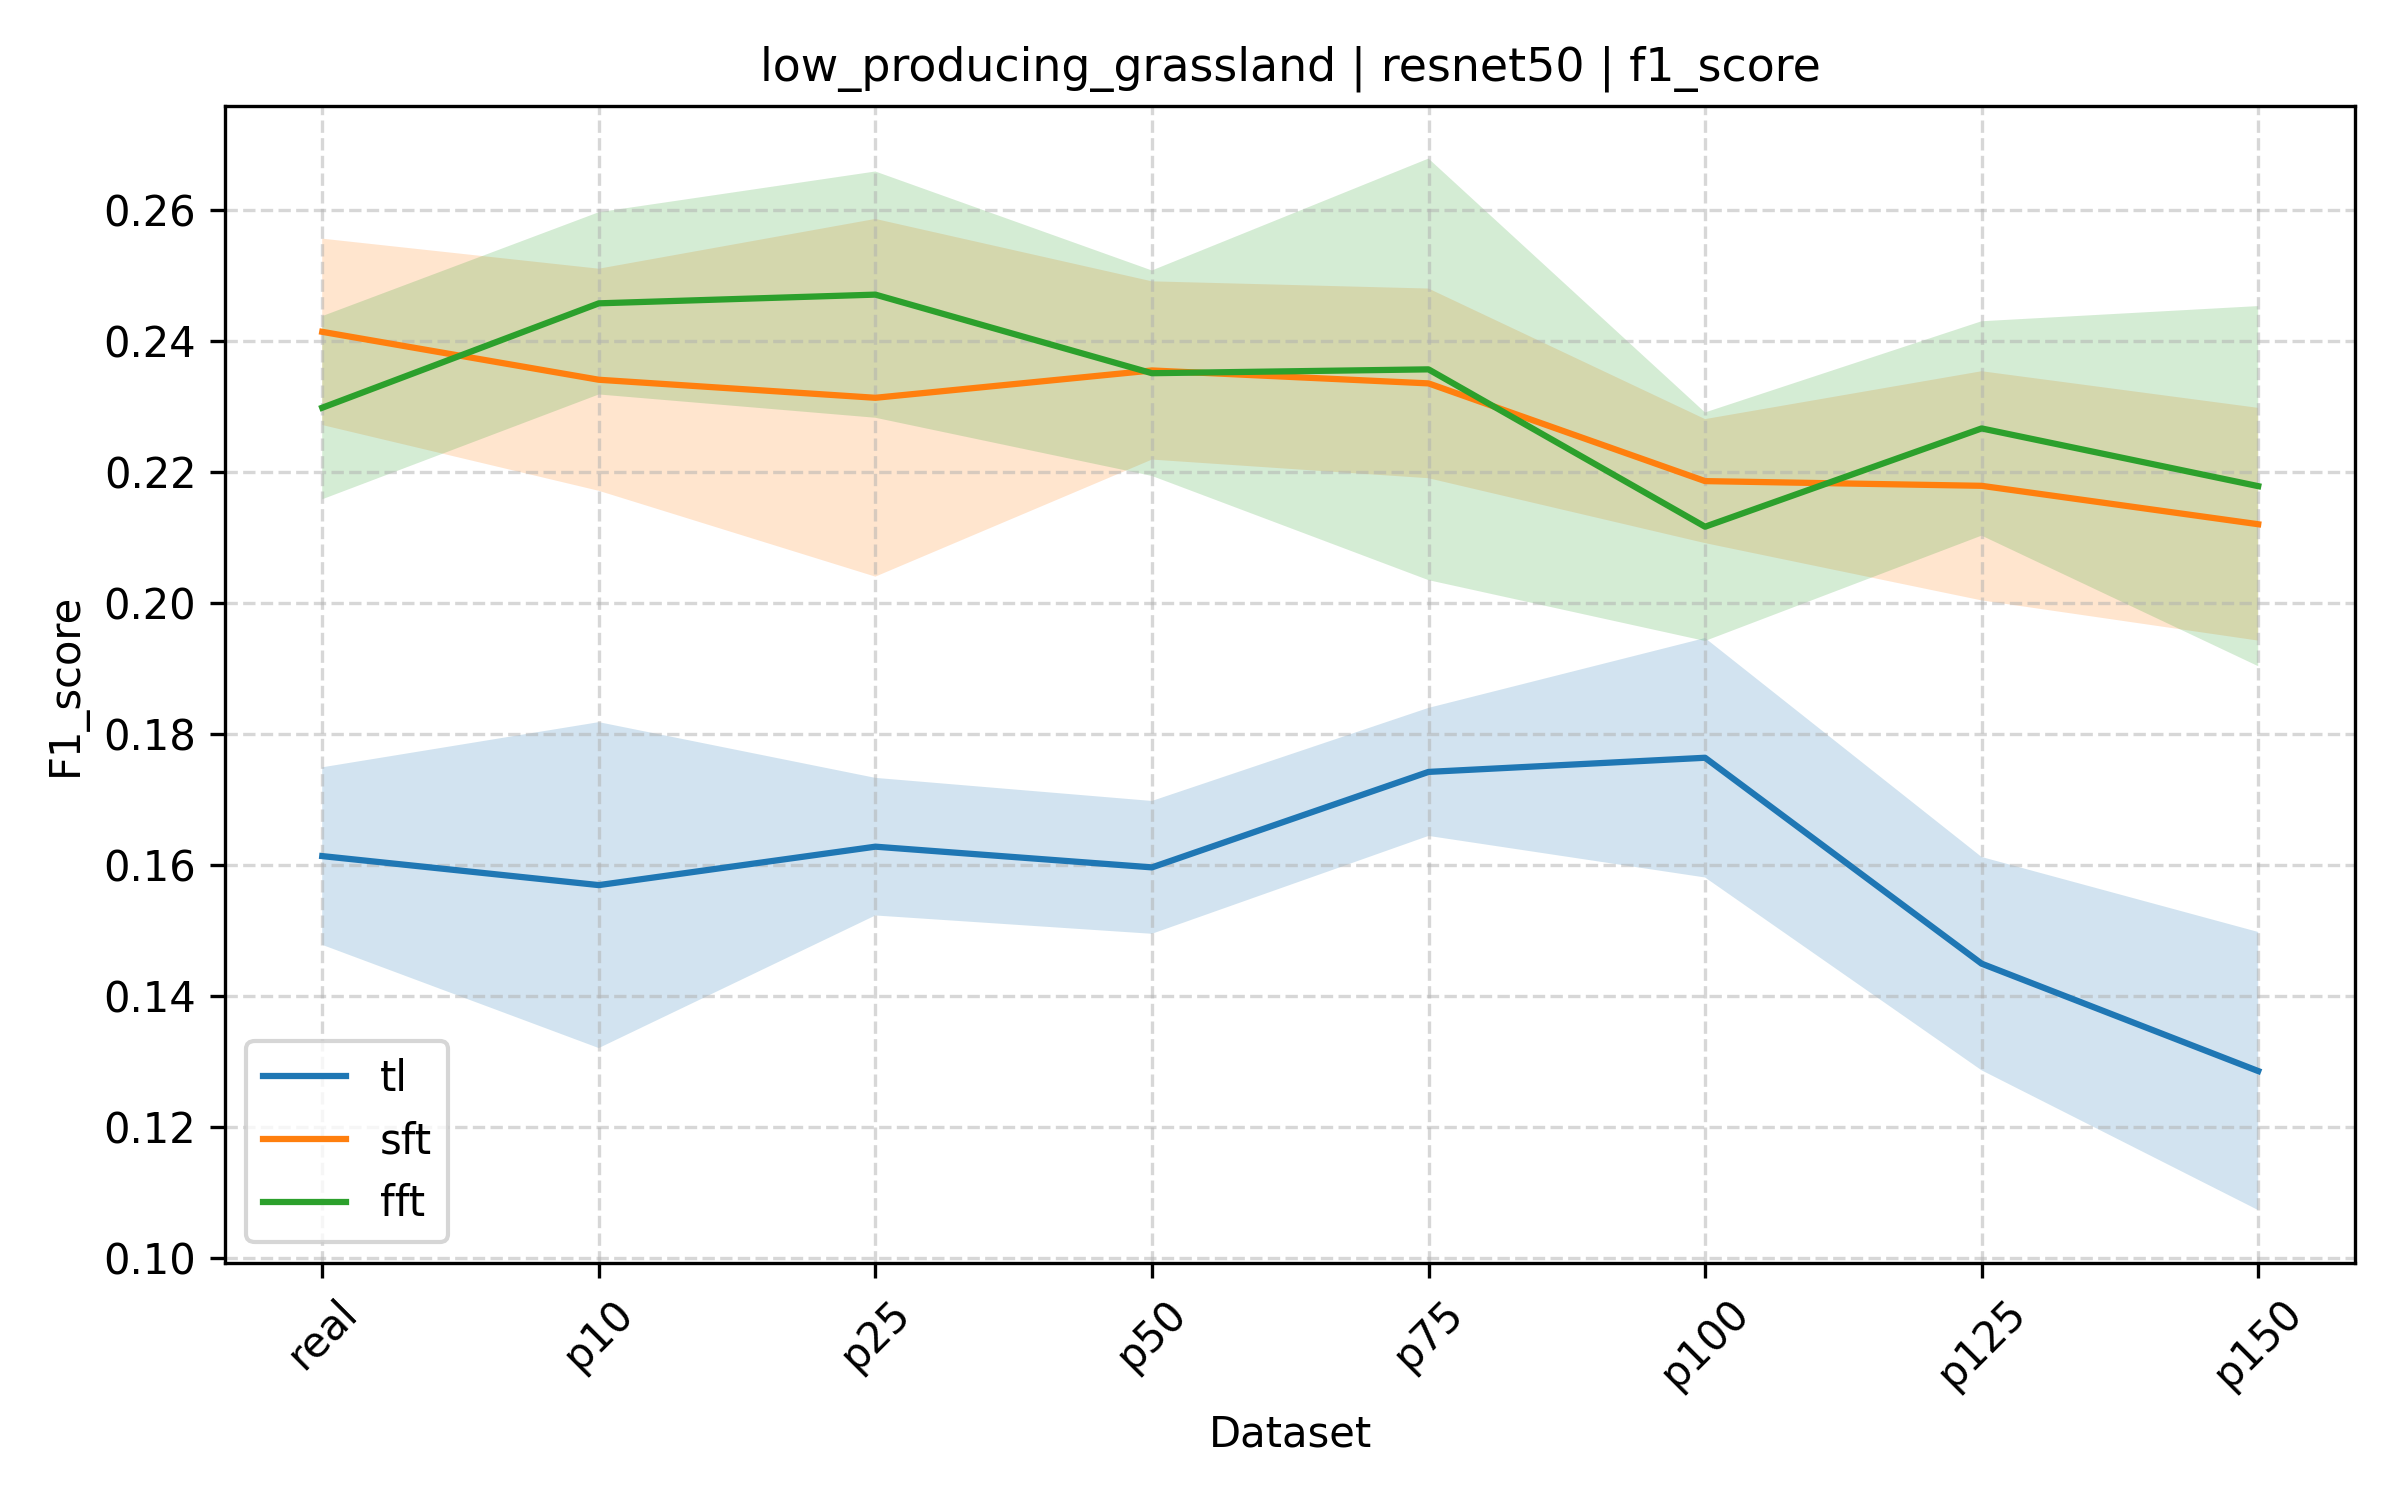 low_producing_grassland | resnet50 | f1_score
F1_score
0.26
0.24
0.22
0.20
0.18
0.16
0.14
0.12
0.10
tl
sft
fft
real
p10
p25
p50
p75
p100
p125
p150
Dataset